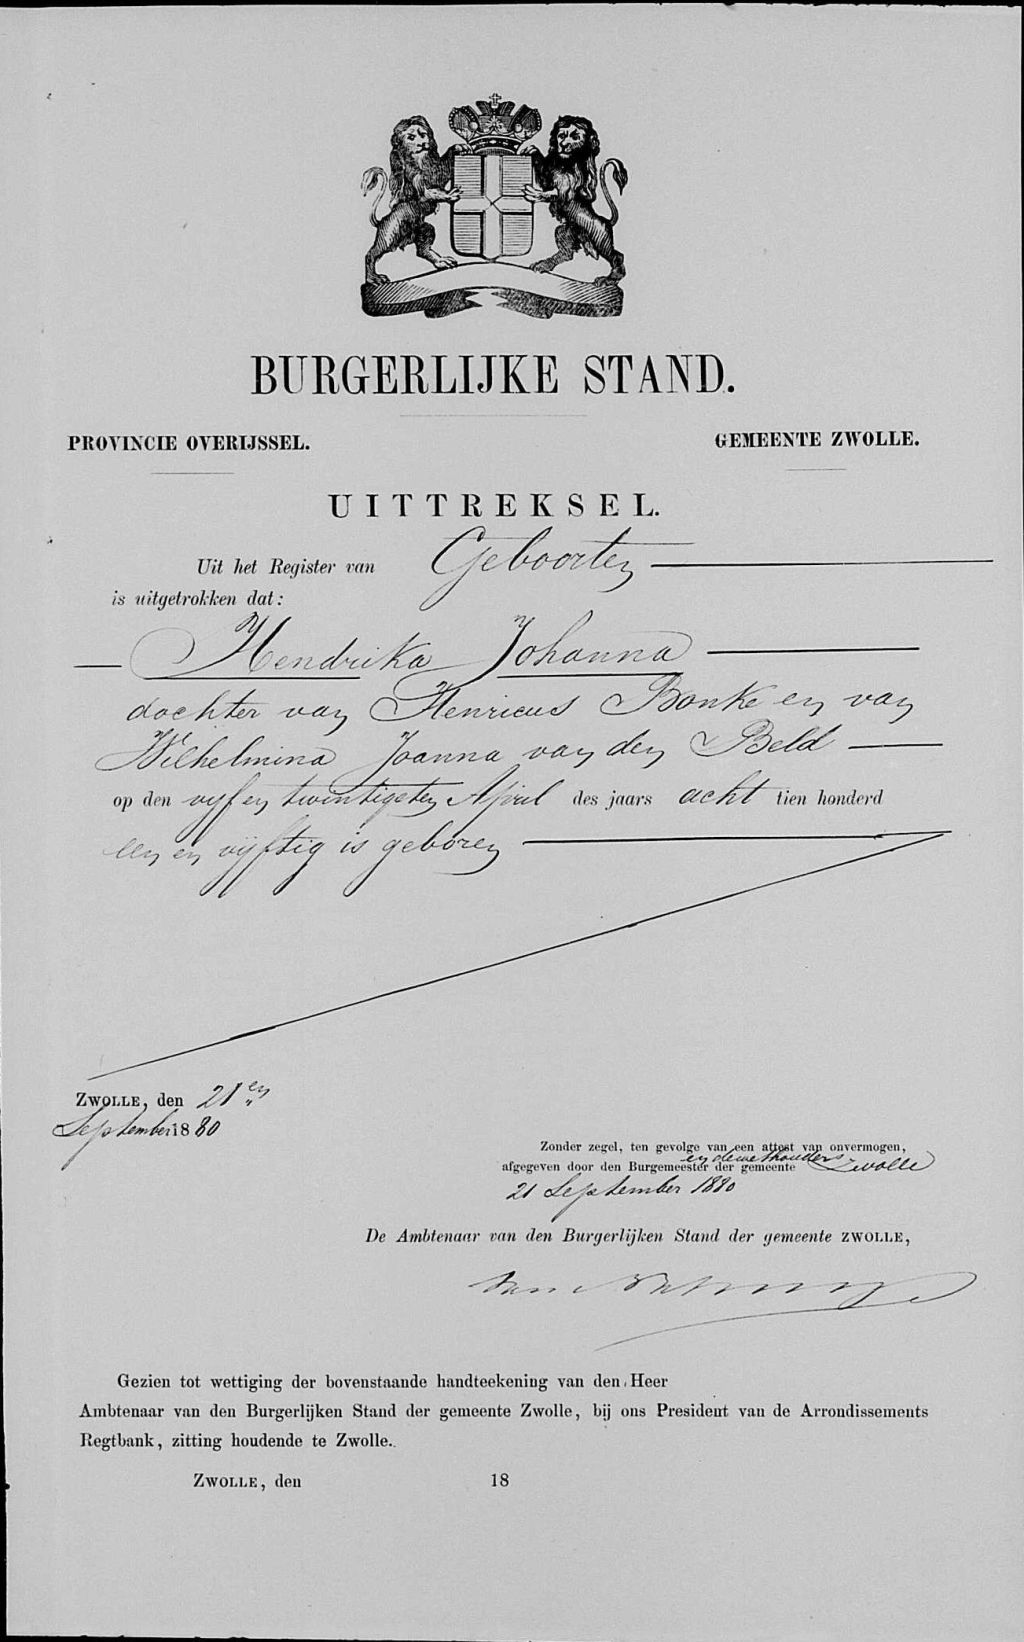 BURGERLIJKE STAND.
PROVINCIE OVERIJSSEL. GEMEENTE ZWOLLE.
UITTREKSEL.
Uit het Register van Geboorten
is uitgetrokken dat:
Hendrika Johanna
dochter van Henricus Bonke en van
Wilhelmina Joanna van den Beld
op den vyf en twintigsten April des jaars acht tien honderd
een en vyftig is geboren
ZWOLLE, den 21en
September 1880
Zonder zegel, ten gevolge van een attest van onvermogen,
en dewethouders
afgegeven door den Burgemeester der gemeente Zwolle
21 September 1880
De Ambtenaar van den Burgerlijken Stand der gemeente ZWOLLE,
Gezien tot wettiging der bovenstaande handteekening van den Heer
Ambtenaar van den Burgerlijken Stand der gemeente Zwolle, bij ons President van de Arrondissements
Regtbank, zitting houdende te Zwolle.
ZWOLLE, den 18